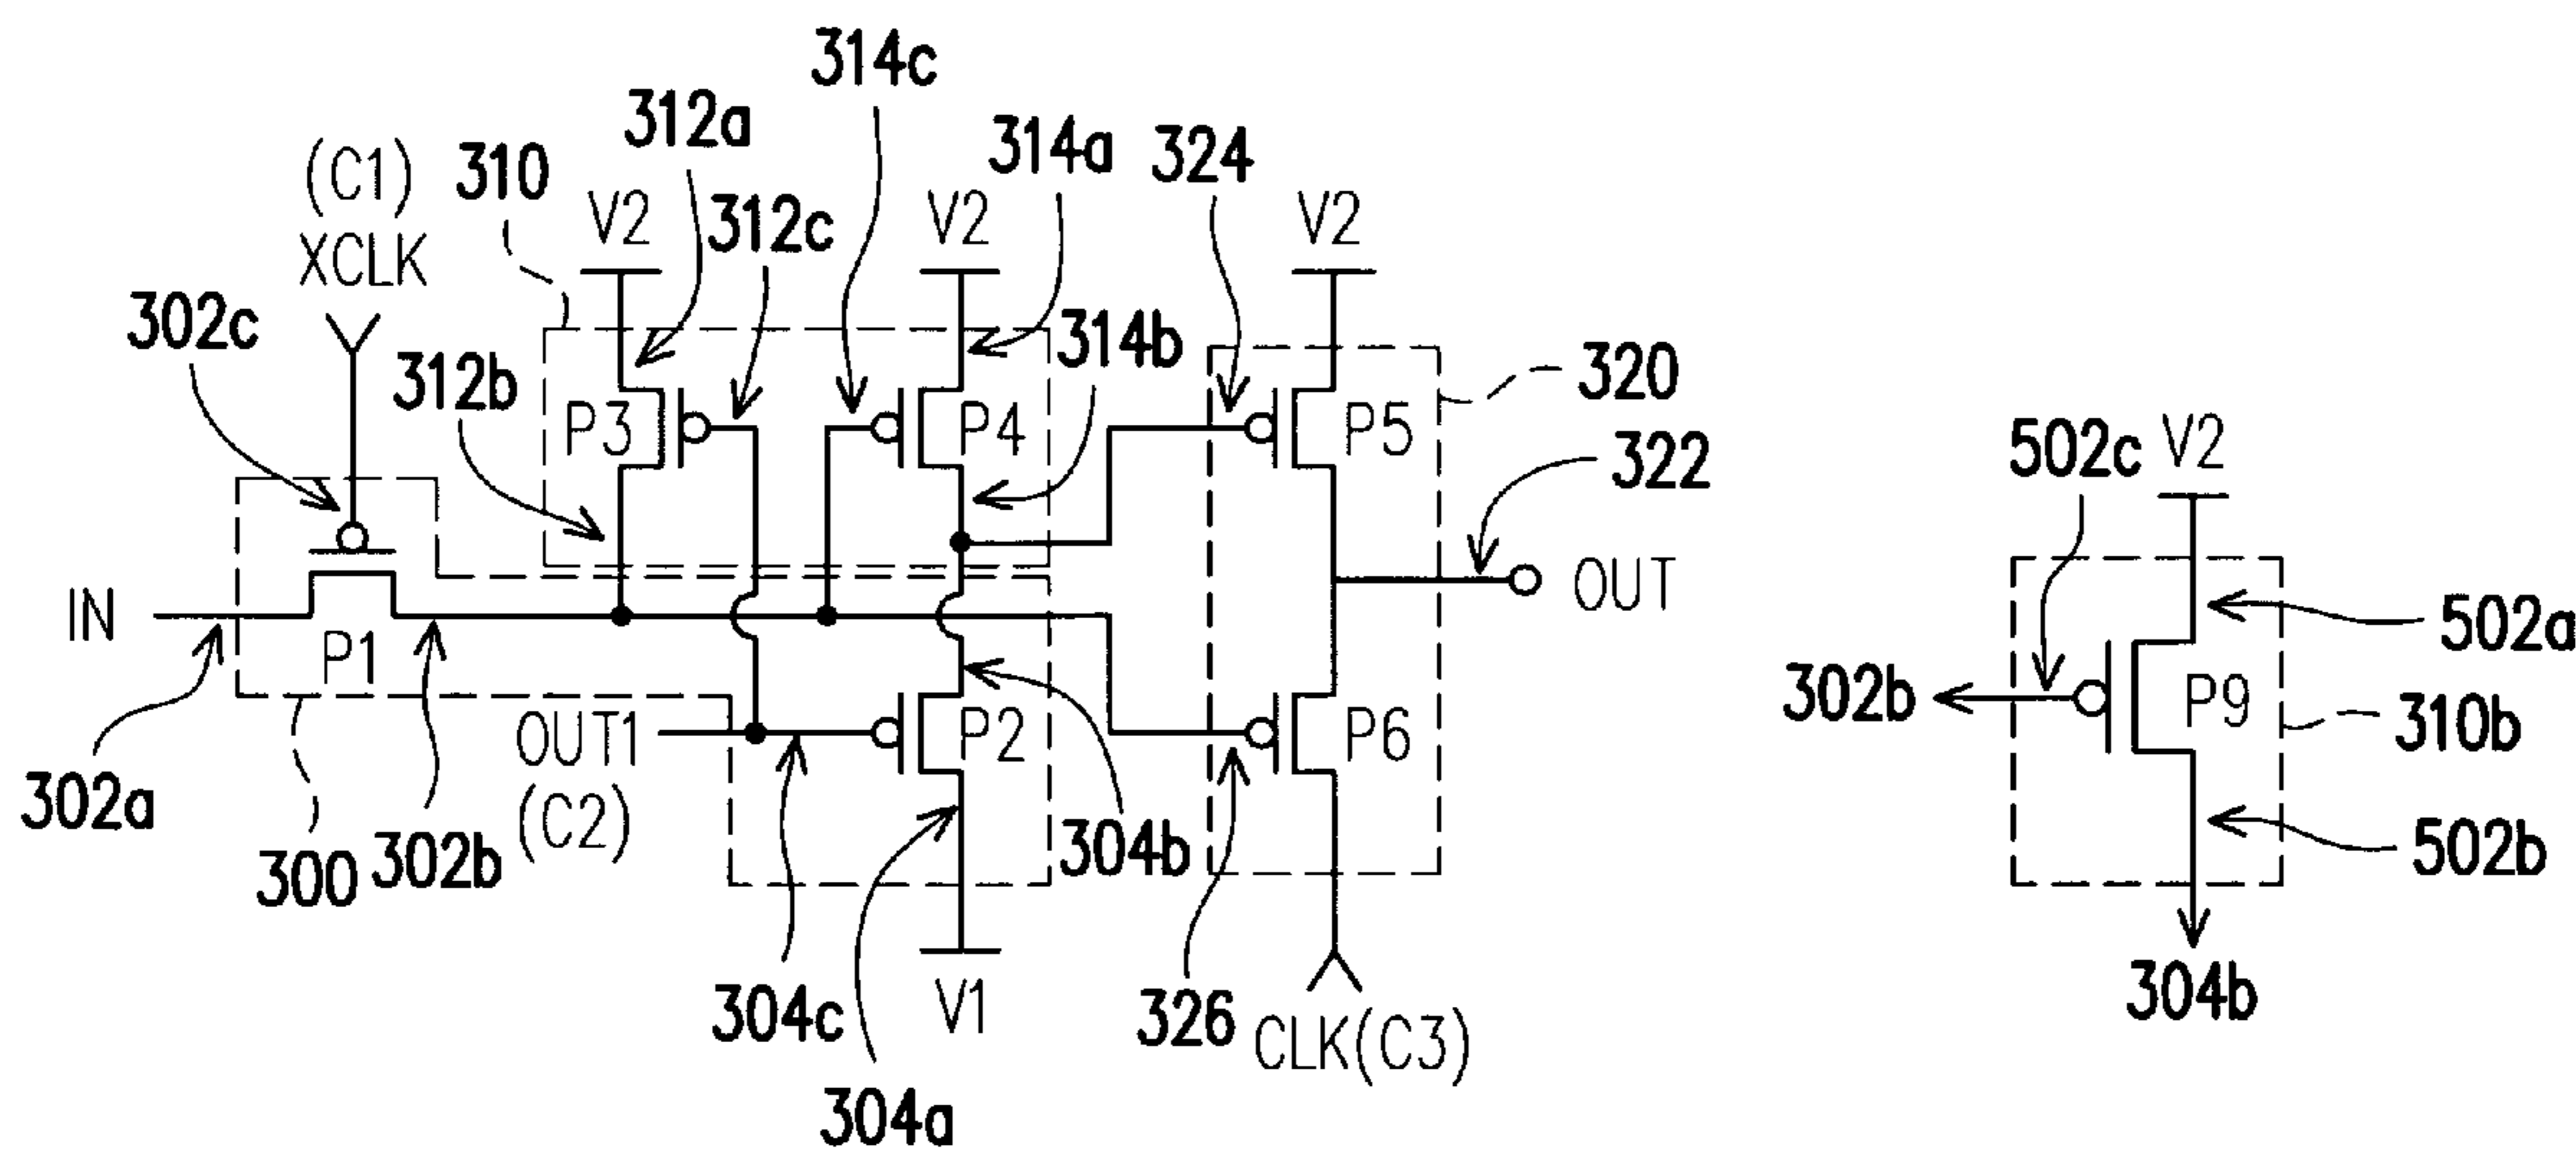 314c
312a
314a
324
(C1)
310
V2
312c
V2
V2
XCLK
302c
314b
312b
320
P3
P4
P5
322
502c
V2
IN
OUT
502a
P1
302b
P9
OUT1
P2
P6
310b
302a
(C2)
304b
502b
300
302b
304c
V1
326
304b
CLK(C3)
304a